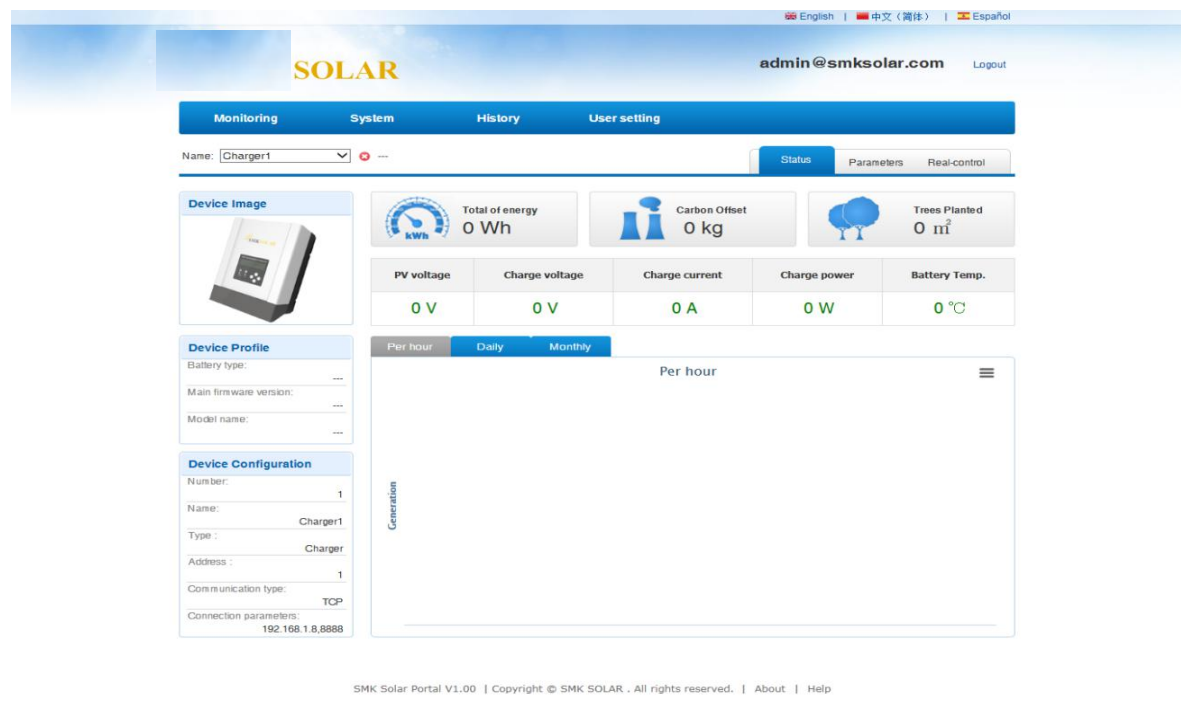 English | 中文（简体） | Español
SOLAR
admin@smksolar.com Logout
Monitoring System History User setting
Name: Charger1 ---
Status Parameters Real-control
Device Image
kWh
Total of energy
0 Wh
Carbon Offset
0 kg
Trees Planted
0 m²
PV voltage Charge voltage Charge current Charge power Battery Temp.
0 V 0 V 0 A 0 W 0 ℃
Device Profile
Battery type:
---
Main firmware version:
---
Model name:
---
Per hour Daily Monthly
Per hour
Generation
Device Configuration
Number:
1
Name:
Charger1
Type :
Charger
Address :
1
Communication type:
TCP
Connection parameters:
192.168.1.8,8888
SMK Solar Portal V1.00 | Copyright © SMK SOLAR . All rights reserved. | About | Help